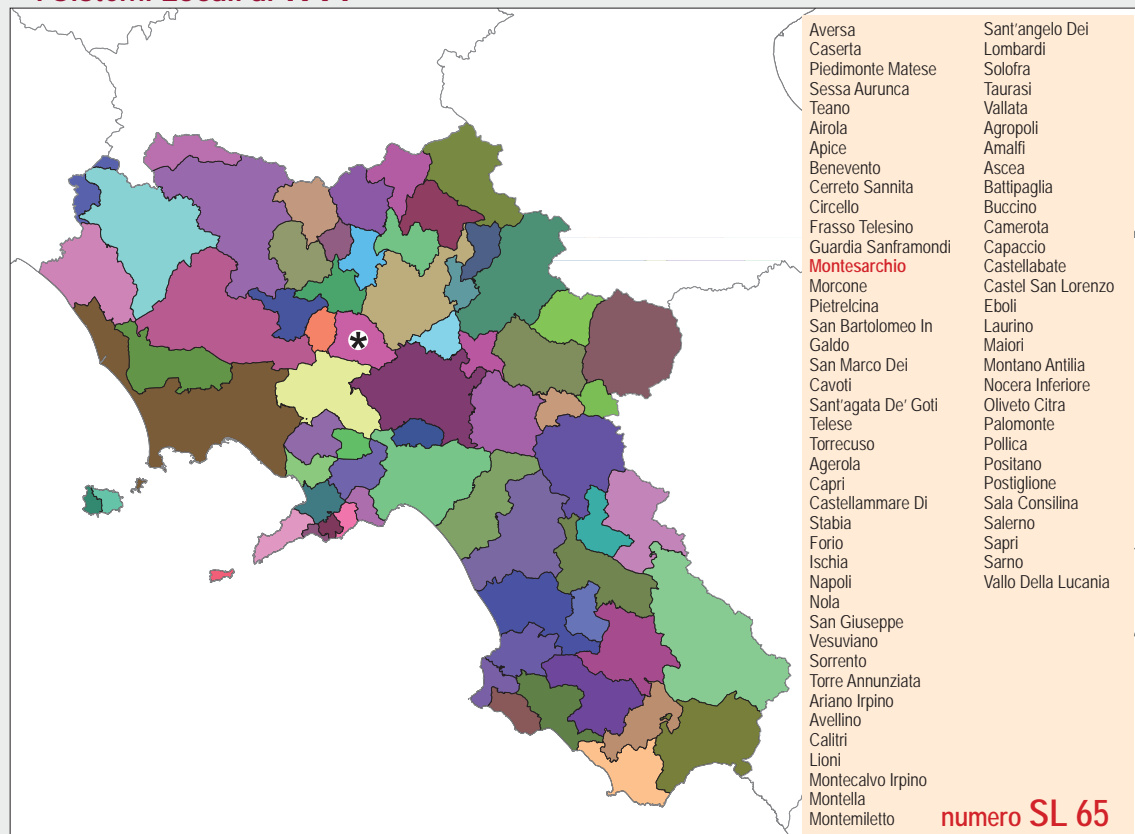 I Sistemi Locali di
Aversa
Caserta
Piedimonte Matese
Sessa Aurunca
Teano
Airola
Apice
Benevento
Cerreto Sannita
Circello
Frasso Telesino
Guardia Sanframondi
Montesarchio
Morcone
Pietrelcina
San Bartolomeo In
Galdo
San Marco Dei
Cavoti
Sant'agata De' Goti
Telese
Torrecuso
Agerola
Capri
Castellammare Di
Stabia
Forio
Ischia
Napoli
Nola
San Giuseppe
Vesuviano
Sorrento
Torre Annunziata
Ariano Irpino
Avellino
Calitri
Lioni
Montecalvo Irpino
Montella
Montemiletto
Sant'angelo Dei
Lombardi
Solofra
Taurasi
Vallata
Agropoli
Amalfi
Ascea
Battipaglia
Buccino
Camerota
Capaccio
Castellabate
Castel San Lorenzo
Eboli
Laurino
Maiori
Montano Antilia
Nocera Inferiore
Oliveto Citra
Palomonte
Pollica
Positano
Postiglione
Sala Consilina
Salerno
Sapri
Sarno
Vallo Della Lucania
numero SL 65
*